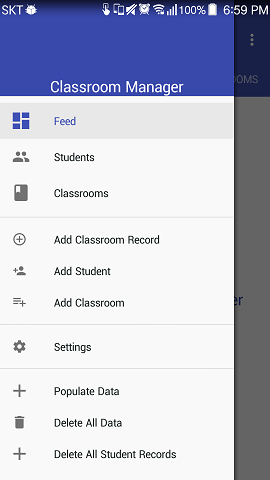 SKT 100% 6:59 PM
Classroom Manager
OOMS
Feed
Students
Classrooms
Add Classroom Record
Add Student
er
Add Classroom
Settings
Populate Data
Delete All Data
Delete All Student Records